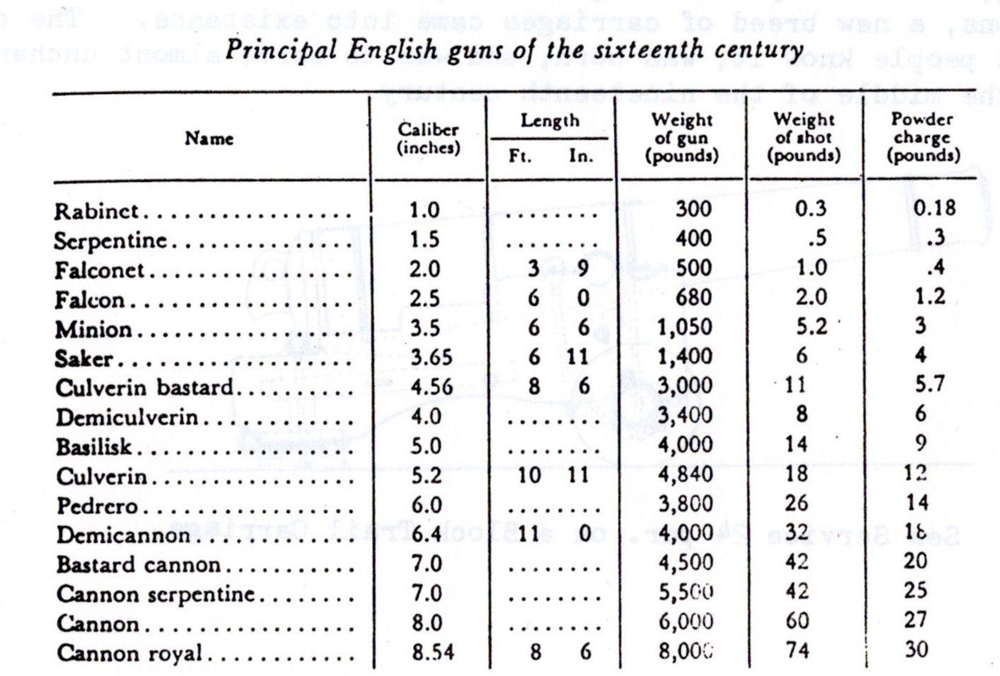 Principal English guns of the sixteenth century
Name Caliber (inches) Length Ft. In. Weight of gun (pounds) Weight of shot (pounds) Powder charge (pounds)
Rabinet 1.0 300 0.3 0.18
Serpentine 1.5 400 .5 .3
Falconet 2.0 3 9 500 1.0 .4
Falcon 2.5 6 0 680 2.0 1.2
Minion 3.5 6 6 1,050 5.2 3
Saker 3.65 6 11 1,400 6 4
Culverin bastard 4.56 8 6 3,000 11 5.7
Demiculverin 4.0 3,400 8 6
Basilisk 5.0 4,000 14 9
Culverin 5.2 10 11 4,840 18 12
Pedrero 6.0 3,800 26 14
Demicannon 6.4 11 0 4,000 32
Bastard cannon 7.0 4,500 42 20
Cannon serpentine 7.0 5,500 42 25
Cannon 8.0 6,000 60 27
Cannon royal 8.54 8 6 8,000 74 30